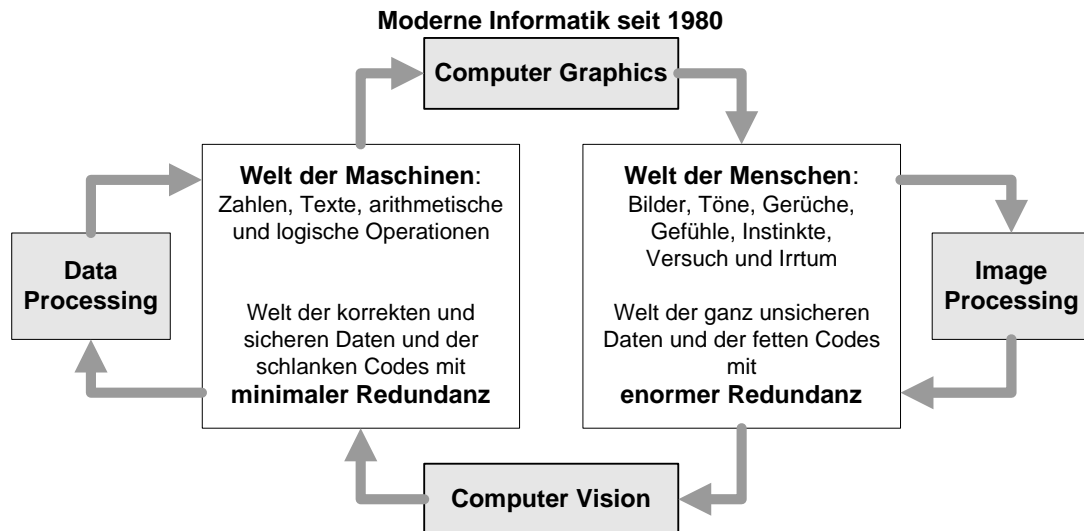 Moderne Informatik seit 1980
Computer Graphics
Welt der Maschinen:
Zahlen, Texte, arithmetische
und logische Operationen
Welt der korrekten und
sicheren Daten und der
schlanken Codes mit
minimaler Redundanz
Welt der Menschen:
Bilder, Töne, Gerüche,
Gefühle, Instinkte,
Versuch und Irrtum
Welt der ganz unsicheren
Daten und der fetten Codes
mit
enormer Redundanz
Data
Processing
Image
Processing
Computer Vision